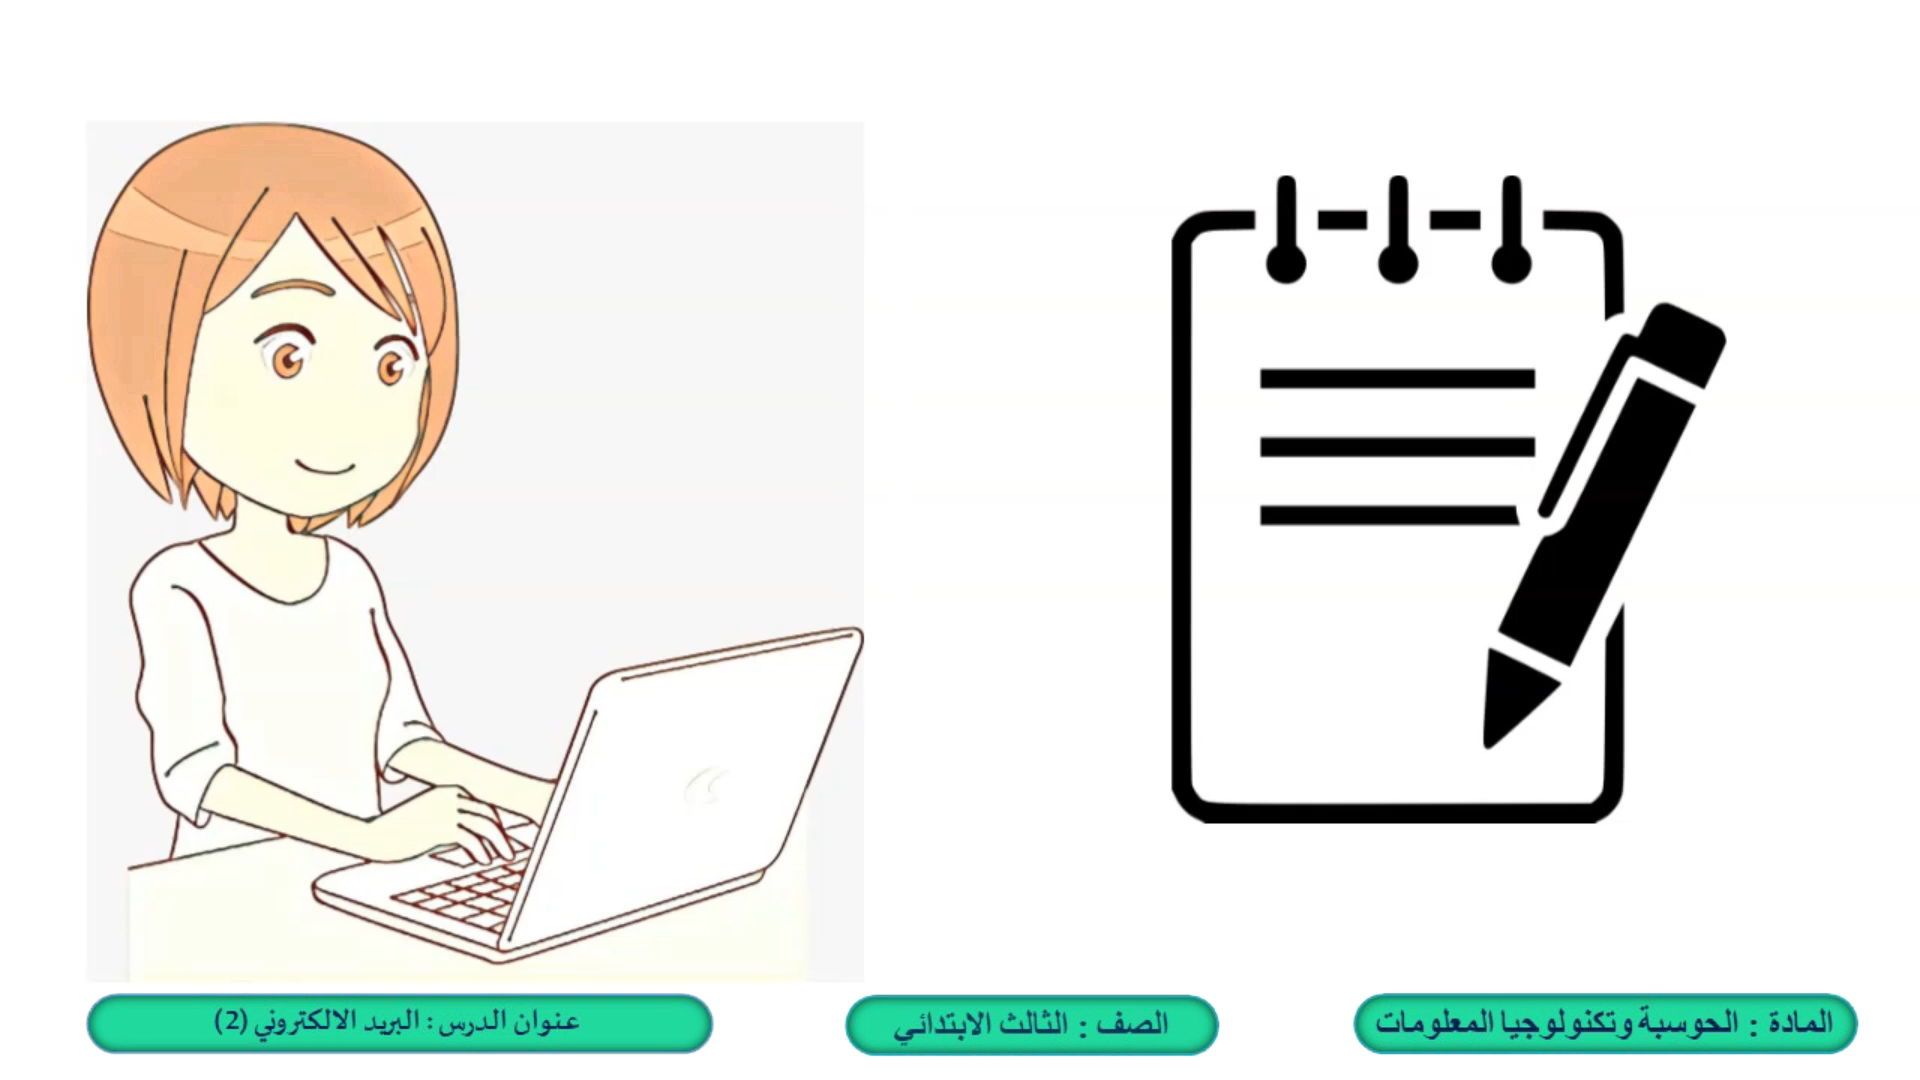 المادة : الحوسبة وتكنولوجيا المعلومات
الصف : الثالث الابتدائي
عنوان الدرس : البريد الالكتروني (2)